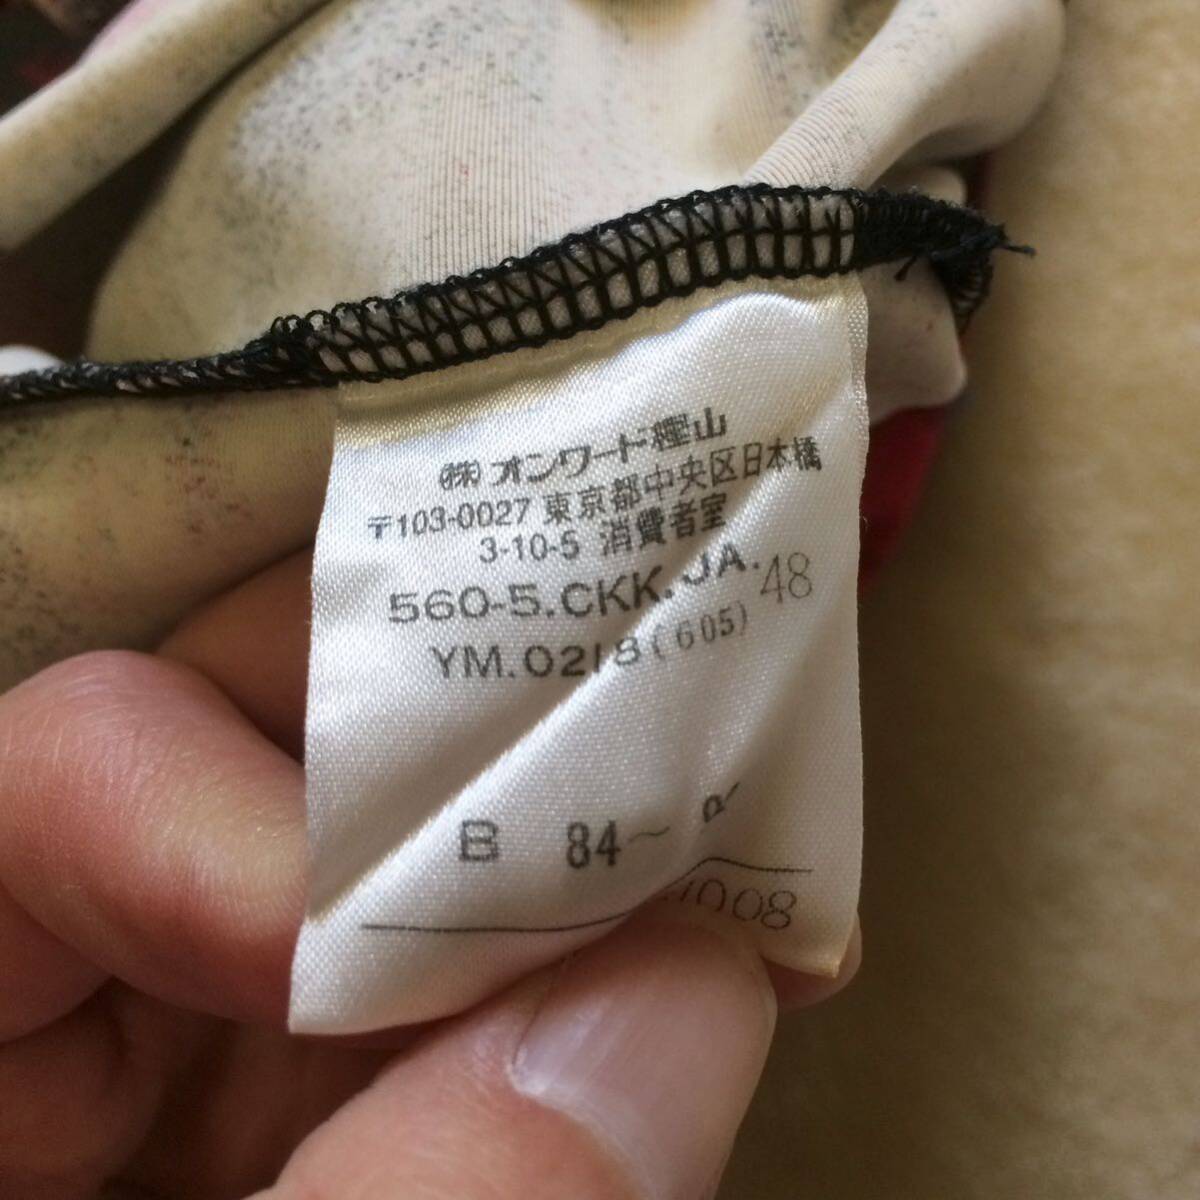 ㈱オンワード樫山
〒103-0027 東京都中央区日本橋
3-10-5 消費者室
560-5.CKK.JA. 48
YM.0218(605)
B 84~
1008